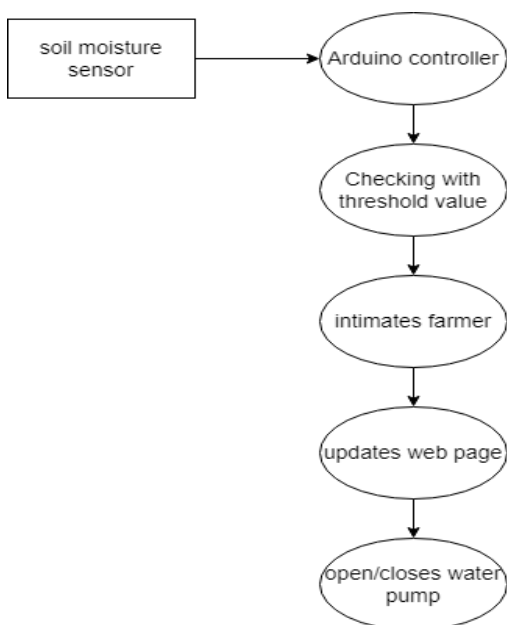 soil moisture
sensor
Arduino controller
Checking with
threshold value
intimates farmer
updates web page
open/closes water
pump